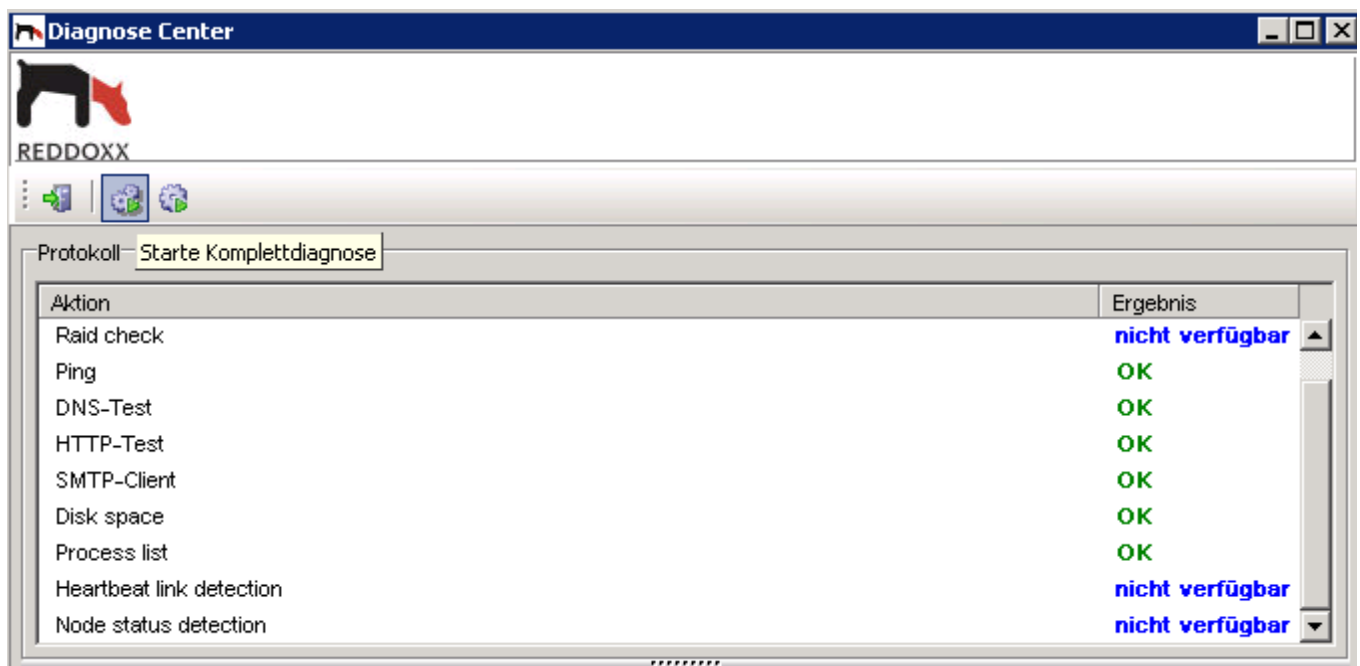 Diagnose Center
REDDOXX
Protokoll
Starte Komplettdiagnose
Aktion Ergebnis
Raid check nicht verfügbar
Ping OK
DNS-Test OK
HTTP-Test OK
SMTP-Client OK
Disk space OK
Process list OK
Heartbeat link detection nicht verfügbar
Node status detection nicht verfügbar